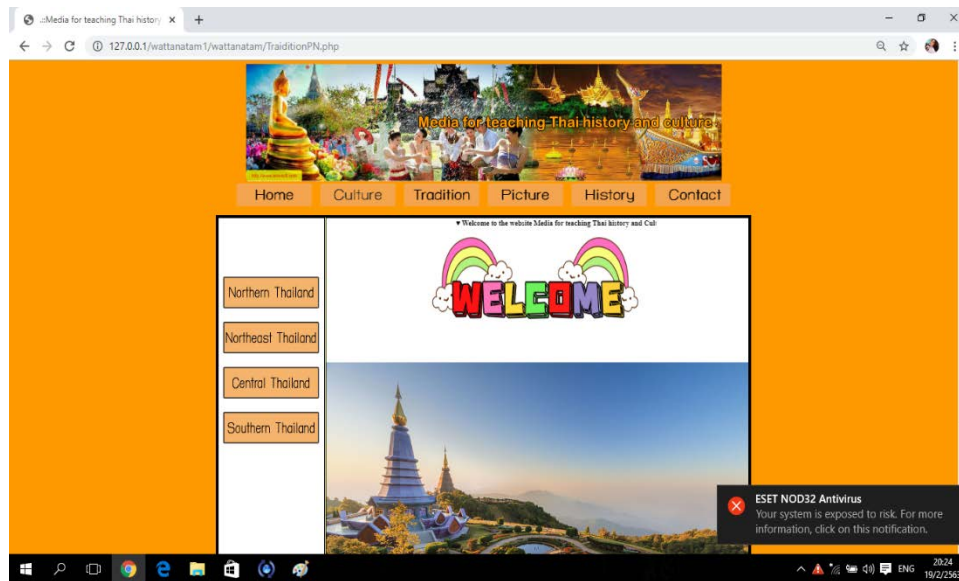 .::Media for teaching Thai history
127.0.0.1/wattanatam1/wattanatam/TraiditionPN.php
Media for teaching Thai history and culture
Home Culture Tradition Picture History Contact
♥ Welcome to the website Media for teaching Thai history and Cul
WELCOME
Northern Thailand
Northeast Thailand
Central Thailand
Southern Thailand
ESET NOD32 Antivirus
Your system is exposed to risk. For more
information, click on this notification.
ENG
20:24
19/2/2563